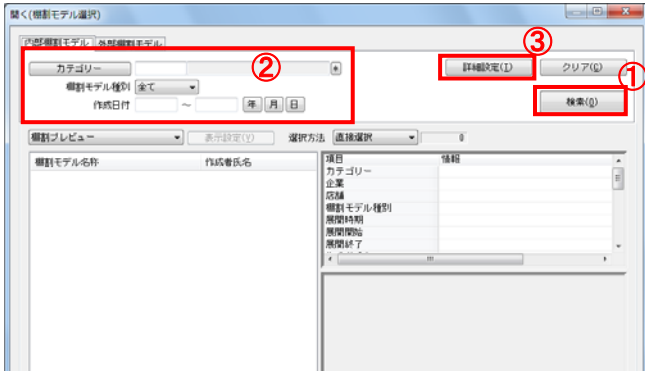 開く(棚割モデル選択)
内部棚割モデル 外部棚割モデル
③
カテゴリー ② + 詳細設定(I) クリア(C) ①
棚割モデル種別 全て
作成日付 ～ 年 月 日 検索(Q)
棚割プレビュー 表示設定(Y) 選択方法 直接選択 0
棚割モデル名称 作成者氏名 項目 情報
カテゴリー
企業
店舗
棚割モデル種別
展開時期
展開開始
展開終了